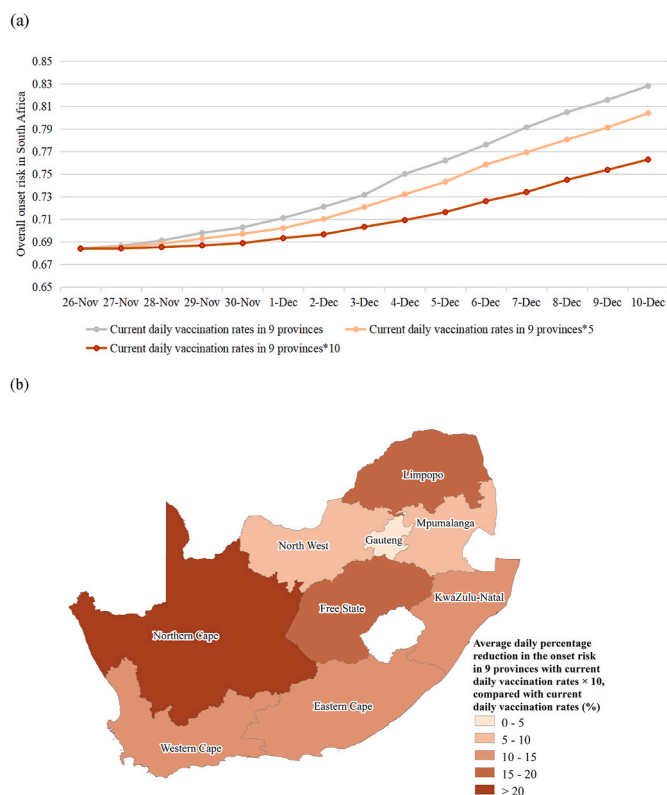 (a)
Overall onset risk in South Africa
0.85
0.83
0.81
0.79
0.77
0.75
0.73
0.71
0.69
0.67
0.65
26-Nov 27-Nov 28-Nov 29-Nov 30-Nov 1-Dec 2-Dec 3-Dec 4-Dec 5-Dec 6-Dec 7-Dec 8-Dec 9-Dec 10-Dec
Current daily vaccination rates in 9 provinces Current daily vaccination rates in 9 provinces*5
Current daily vaccination rates in 9 provinces*10
(b)
Limpopo
Mpumalanga
Gauteng
North West
KwaZulu-Natal
Free State
Northern Cape
Eastern Cape
Western Cape
Average daily percentage
reduction in the onset risk
in 9 provinces with current
daily vaccination rates × 10,
compared with current
daily vaccination rates (%)
0 - 5
5 - 10
10 - 15
15 - 20
> 20